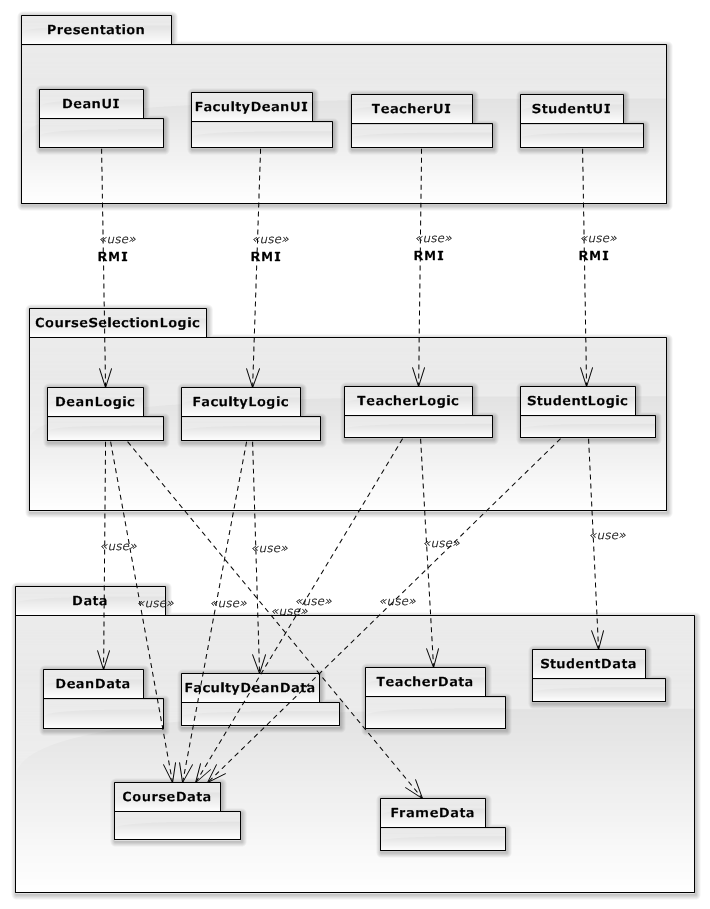 Presentation
DeanUI
FacultyDeanUI
TeacherUI
StudentUI
«use»
RMI
«use»
RMI
«use»
RMI
«use»
RMI
CourseSelectionLogic
DeanLogic
FacultyLogic
TeacherLogic
StudentLogic
«use»
«use»
«use»
«use»
Data
«use»
«use»
«use»
«use»
«use»
DeanData
FacultyDeanData
TeacherData
StudentData
CourseData
FrameData